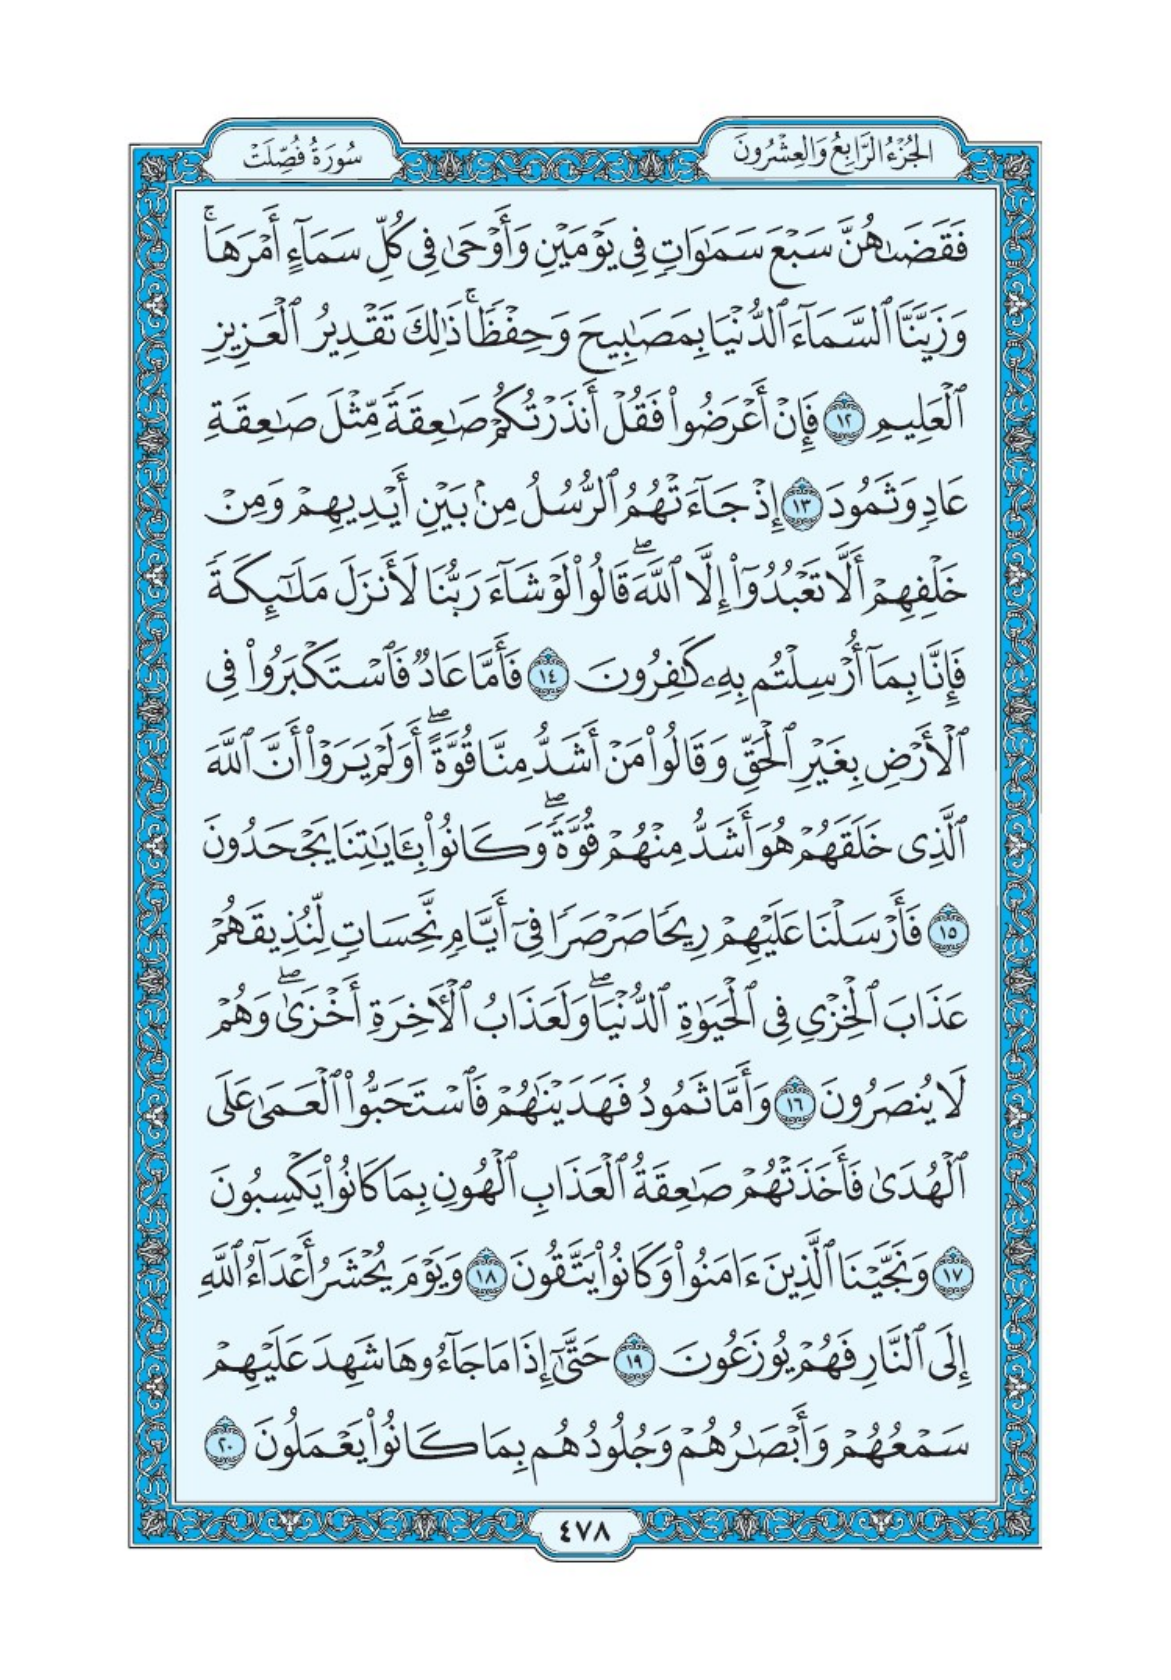 الجُزْءُ الرَّابِعُ وَالعِشْرُونَ
سُورَةُ فُصِّلَتْ
فَقَضَىٰهُنَّ سَبْعَ سَمَٰوَاتٖ فِي يَوْمَيْنِ وَأَوْحَىٰ فِي كُلِّ سَمَآءٍ أَمْرَهَاۚ
وَزَيَّنَّا ٱلسَّمَآءَ ٱلدُّنْيَا بِمَصَٰبِيحَ وَحِفْظٗاۚ ذَٰلِكَ تَقْدِيرُ ٱلْعَزِيزِ
ٱلْعَلِيمِ ١٢ فَإِنْ أَعْرَضُوا۟ فَقُلْ أَنذَرْتُكُمْ صَٰعِقَةٗ مِّثْلَ صَٰعِقَةِ
عَادٖ وَثَمُودَ ١٣ إِذْ جَآءَتْهُمُ ٱلرُّسُلُ مِنۢ بَيْنِ أَيْدِيهِمْ وَمِنْ
خَلْفِهِمْ أَلَّا تَعْبُدُوٓا۟ إِلَّا ٱللَّهَۖ قَالُوا۟ لَوْ شَآءَ رَبُّنَا لَأَنزَلَ مَلَٰٓئِكَةٗ
فَإِنَّا بِمَآ أُرْسِلْتُم بِهِۦ كَٰفِرُونَ ١٤ فَأَمَّا عَادٞ فَٱسْتَكْبَرُوا۟ فِي
ٱلْأَرْضِ بِغَيْرِ ٱلْحَقِّ وَقَالُوا۟ مَنْ أَشَدُّ مِنَّا قُوَّةًۖ أَوَلَمْ يَرَوْا۟ أَنَّ ٱللَّهَ
ٱلَّذِي خَلَقَهُمْ هُوَ أَشَدُّ مِنْهُمْ قُوَّةٗۖ وَكَانُوا۟ بِـَٔايَٰتِنَا يَجْحَدُونَ
١٥ فَأَرْسَلْنَا عَلَيْهِمْ رِيحٗا صَرْصَرٗا فِيٓ أَيَّامٖ نَّحِسَاتٖ لِّنُذِيقَهُمْ
عَذَابَ ٱلْخِزْيِ فِي ٱلْحَيَوٰةِ ٱلدُّنْيَاۖ وَلَعَذَابُ ٱلْأٓخِرَةِ أَخْزَىٰۖ وَهُمْ
لَا يُنصَرُونَ ١٦ وَأَمَّا ثَمُودُ فَهَدَيْنَٰهُمْ فَٱسْتَحَبُّوا۟ ٱلْعَمَىٰ عَلَى
ٱلْهُدَىٰ فَأَخَذَتْهُمْ صَٰعِقَةُ ٱلْعَذَابِ ٱلْهُونِ بِمَا كَانُوا۟ يَكْسِبُونَ
١٧ وَنَجَّيْنَا ٱلَّذِينَ ءَامَنُوا۟ وَكَانُوا۟ يَتَّقُونَ ١٨ وَيَوْمَ يُحْشَرُ أَعْدَآءُ ٱللَّهِ
إِلَى ٱلنَّارِ فَهُمْ يُوزَعُونَ ١٩ حَتَّىٰٓ إِذَا مَا جَآءُوهَا شَهِدَ عَلَيْهِمْ
سَمْعُهُمْ وَأَبْصَٰرُهُمْ وَجُلُودُهُم بِمَا كَانُوا۟ يَعْمَلُونَ ٢٠
٤٧٨